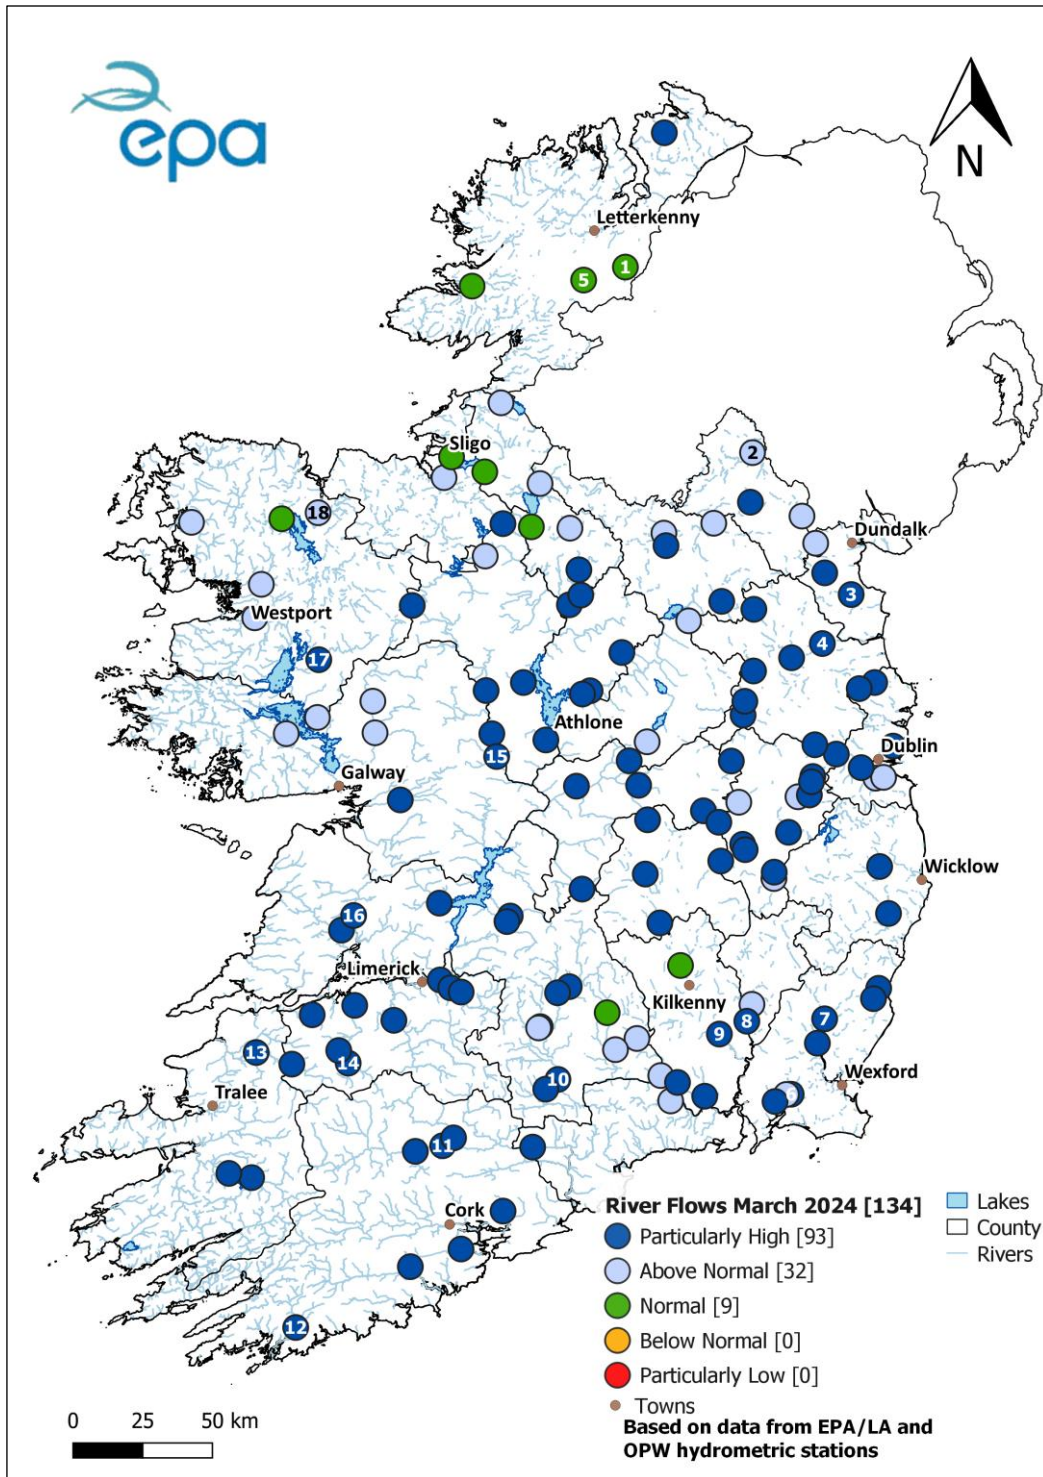 epa
N
Letterkenny
1
5
Sligo
2
18
Dundalk
3
Westport
4
17
Athlone
15
Dublin
Galway
Wicklow
16
Limerick
Kilkenny
7
8
9
13
14
10
Wexford
6
Tralee
11
Cork
12
River Flows March 2024 [134]
Particularly High [93]
Above Normal [32]
Normal [9]
Below Normal [0]
Particularly Low [0]
Towns
Based on data from EPA/LA and
OPW hydrometric stations
Lakes
County
Rivers
0 25 50 km